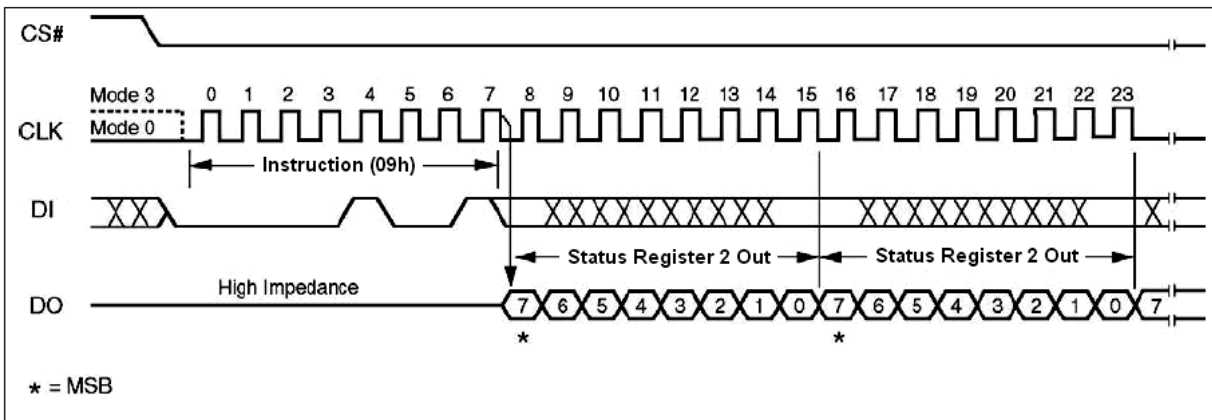 CS#
Mode 3
0 1 2 3 4 5 6 7 8 9 10 11 12 13 14 15 16 17 18 19 20 21 22 23
CLK
Mode 0
Instruction (09h)
DI
Status Register 2 Out
Status Register 2 Out
High Impedance
DO
7 6 5 4 3 2 1 0 7 6 5 4 3 2 1 0 7
* *
* = MSB